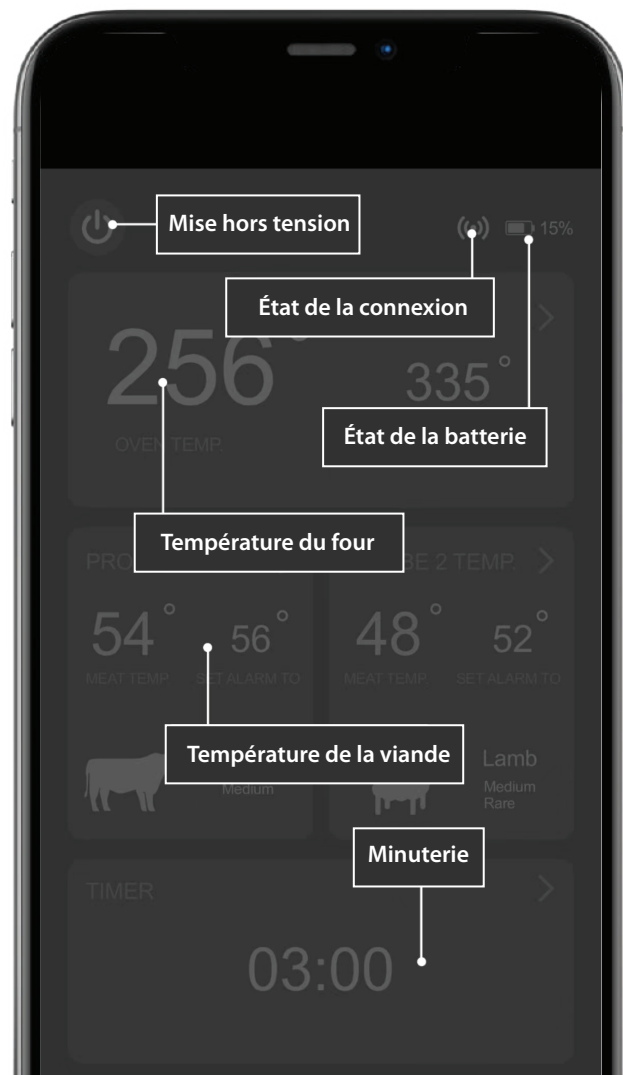 Mise hors tension
15%
État de la connexion
256°
335°
État de la batterie
OVEN TEMP.
Température du four
PRO
BE 2 TEMP.
54°
56°
48°
52°
MEAT TEMP.
SET ALARM TO
MEAT TEMP.
SET ALARM TO
Température de la viande
Medium
Lamb
Medium
Rare
Minuterie
TIMER
03:00